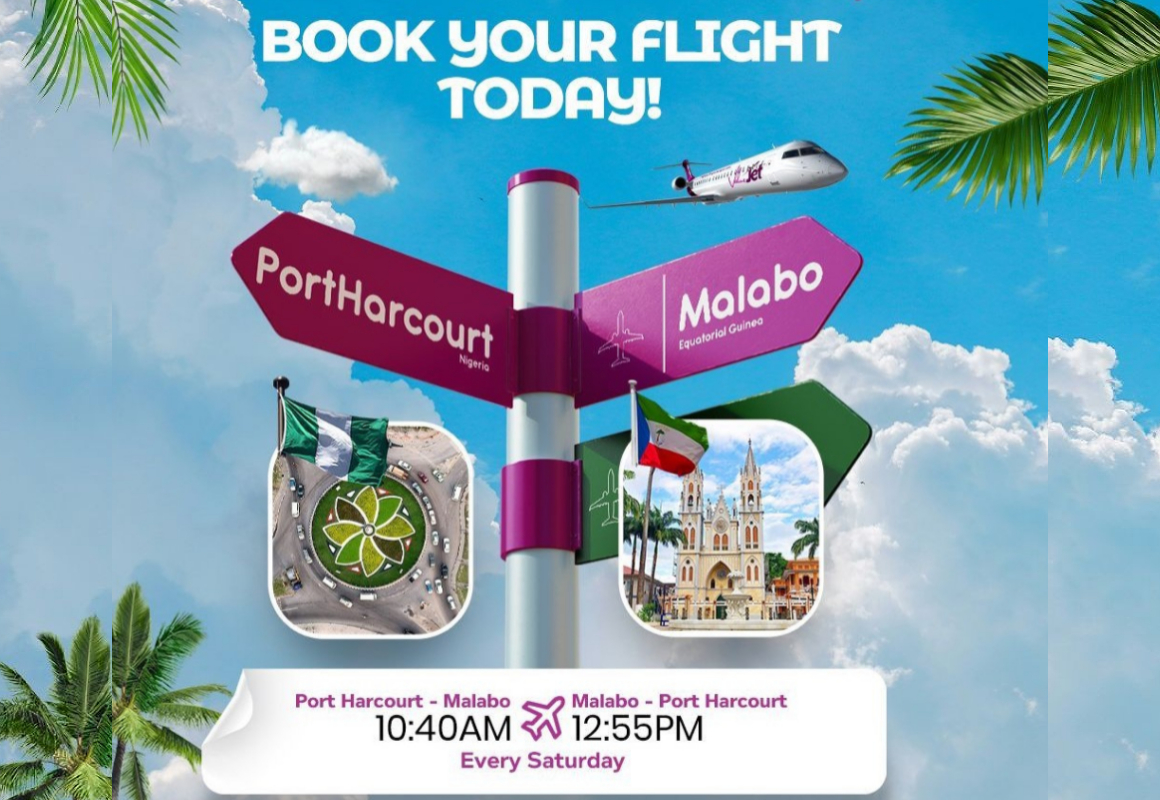 BOOK YOUR FLIGHT
TODAY!
Jet
PortHarcourt
Nigeria
Malabo
Equatorial Guinea
Port Harcourt - Malabo
10:40AM
Malabo - Port Harcourt
12:55PM
Every Saturday